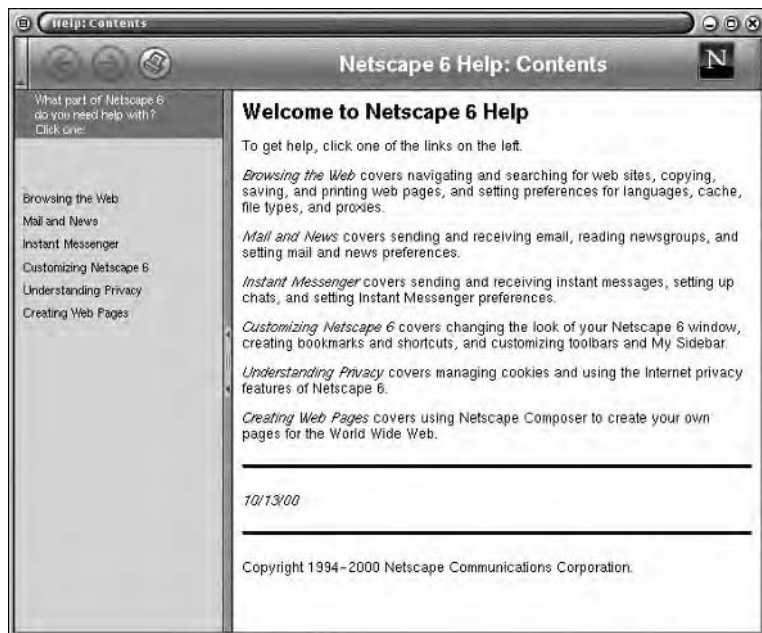 Help: Contents
Netscape 6 Help: Contents
N
What part of Netscape 6
do you need help with?
Click one:
Browsing the Web
Mail and News
Instant Messenger
Customizing Netscape 6
Understanding Privacy
Creating Web Pages
Welcome to Netscape 6 Help
To get help, click one of the links on the left.
Browsing the Web covers navigating and searching for web sites, copying,
saving, and printing web pages, and setting preferences for languages, cache,
file types, and proxies.
Mail and News covers sending and receiving email, reading newsgroups, and
setting mail and news preferences.
Instant Messenger covers sending and receiving instant messages, setting up
chats, and setting Instant Messenger preferences.
Customizing Netscape 6 covers changing the look of your Netscape 6 window,
creating bookmarks and shortcuts, and customizing toolbars and My Sidebar.
Understanding Privacy covers managing cookies and using the Internet privacy
features of Netscape 6.
Creating Web Pages covers using Netscape Composer to create your own
pages for the World Wide Web.
10/13/00
Copyright 1994-2000 Netscape Communications Corporation.